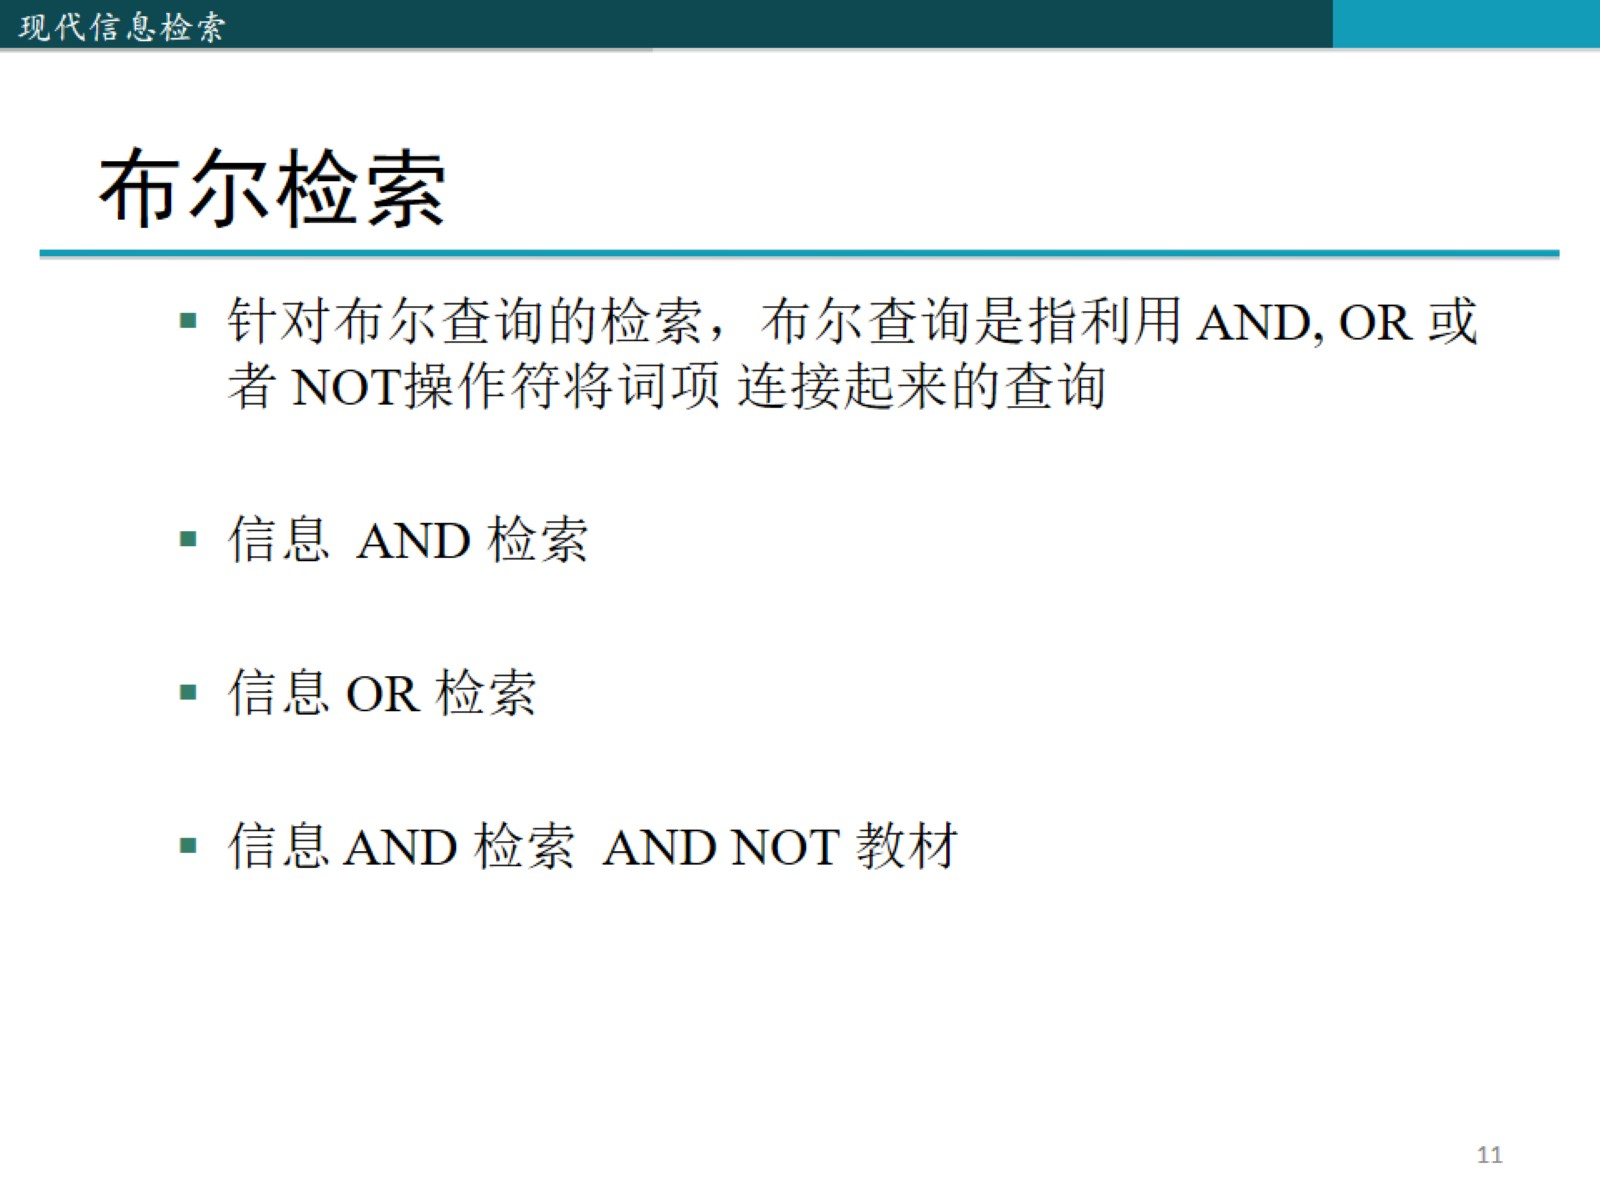 现代信息检索
布尔检索
针对布尔查询的检索，布尔查询是指利用 AND, OR 或
者 NOT操作符将词项 连接起来的查询
信息 AND 检索
信息 OR 检索
信息 AND 检索 AND NOT 教材
11